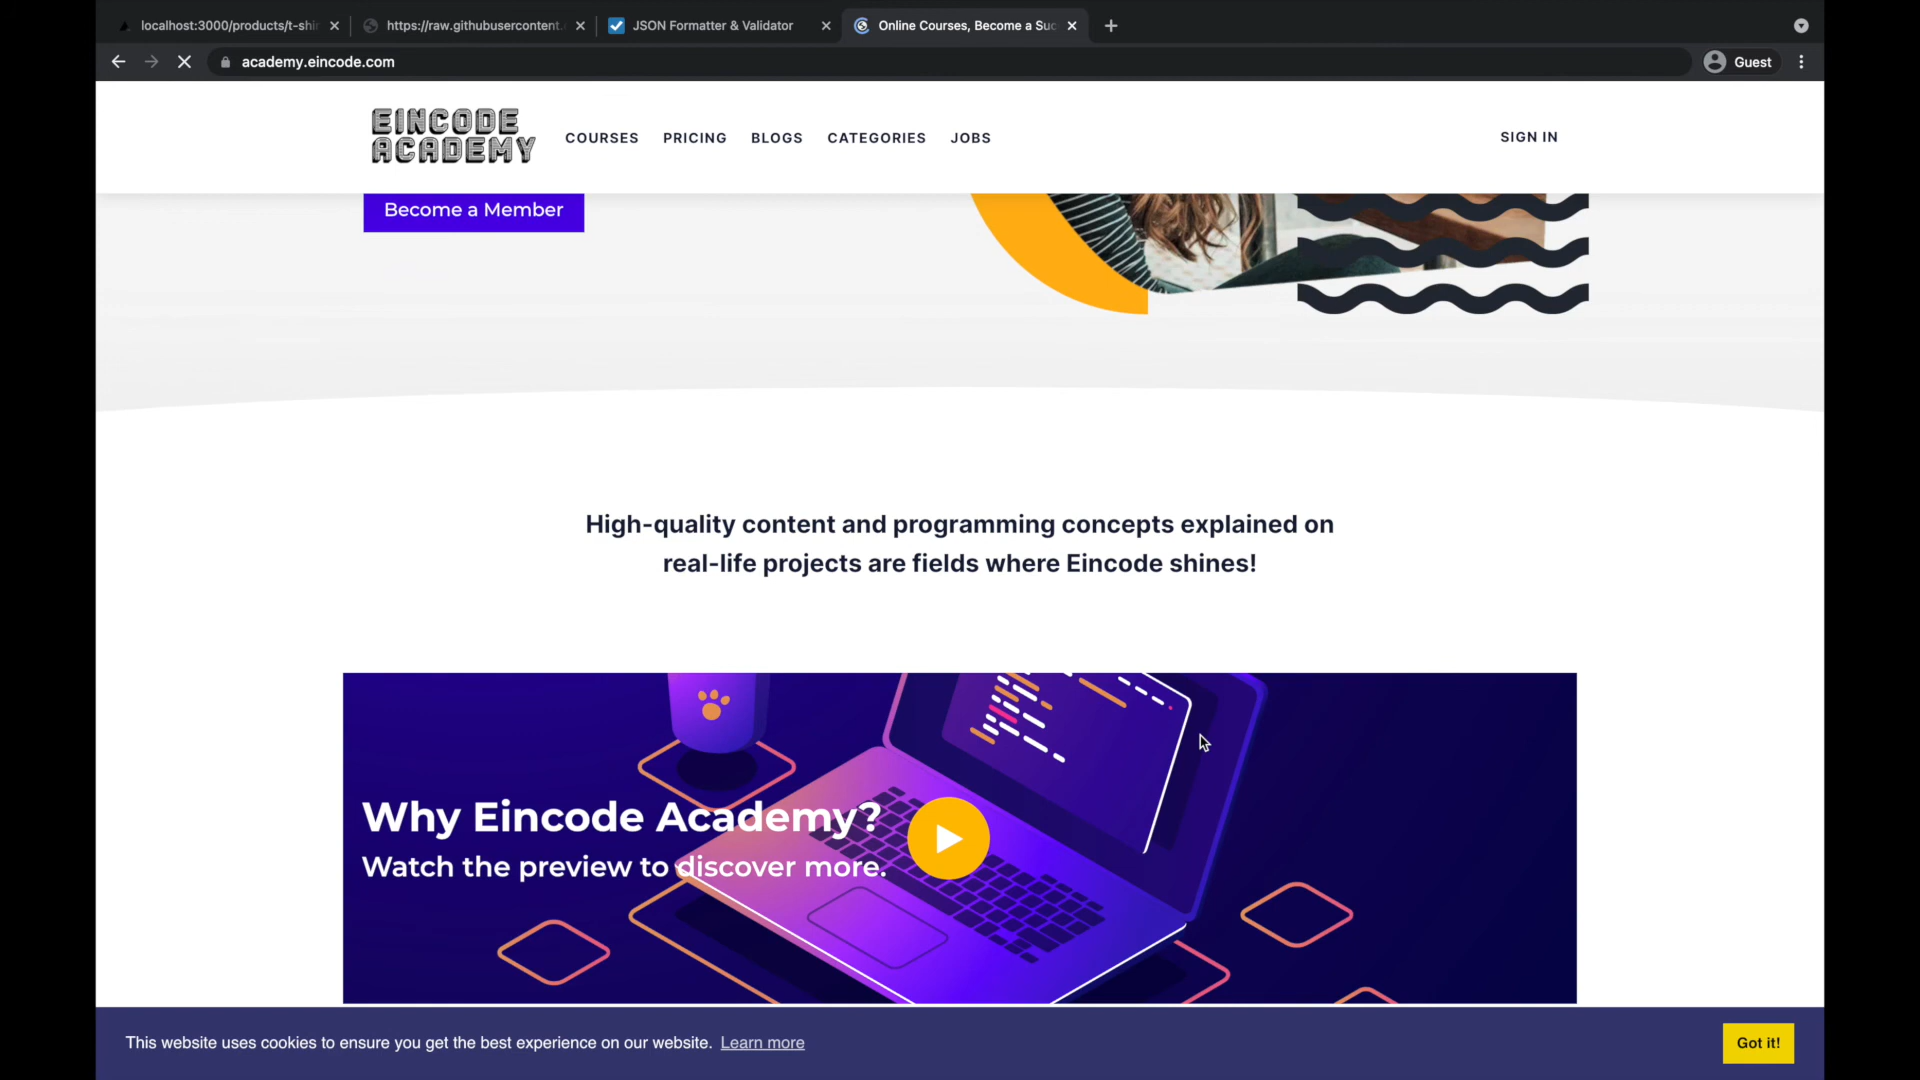 localhost:3000/products/t-shi
https://raw.githubusercontent.
JSON Formatter & Validator
Online Courses, Become a Suc
academy.eincode.com
Guest
EINCODE
ACADEMY
COURSES
PRICING
BLOGS
CATEGORIES
JOBS
SIGN IN
Become a Member
High-quality content and programming concepts explained on
real-life projects are fields where Eincode shines!
Why Eincode Academy?
Watch the preview to discover more.
This website uses cookies to ensure you get the best experience on our website. Learn more
Got it!